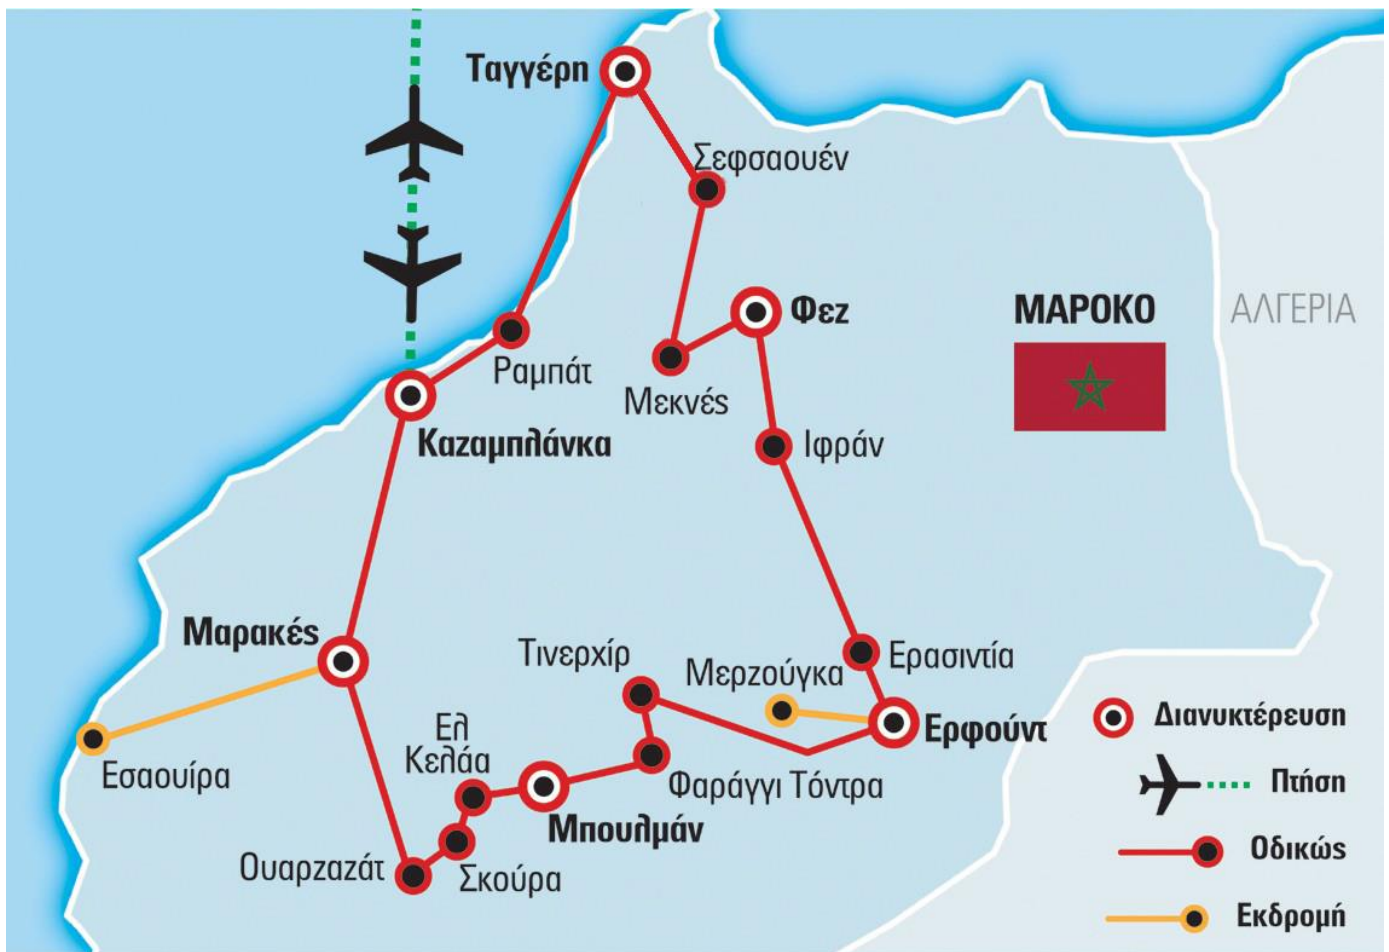 Ταγγέρη
Σεφσαουέν
Φεζ
ΜΑΡΟΚΟ
ΑΛΓΕΡΙΑ
Ραμπάτ
Μεκνές
Καζαμπλάνκα
Ιφράν
Μαρακές
Τινερχίρ
Μερζούγκα
Ερασιντία
Ερφούντ
Εσαουίρα
Ελ
Κελάα
Φαράγγι Τόντρα
Μπουλμάν
Ουαρζαζάτ
Σκούρα
Διανυκτέρευση
Πτήση
Οδικώς
Εκδρομή